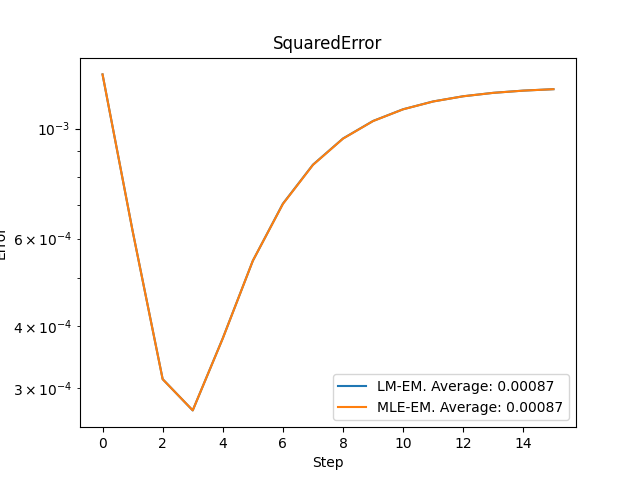 SquaredError
10⁻³
6 × 10⁻⁴
4 × 10⁻⁴
3 × 10⁻⁴
Error
LM-EM. Average: 0.00087
MLE-EM. Average: 0.00087
0 2 4 6 8 10 12 14
Step